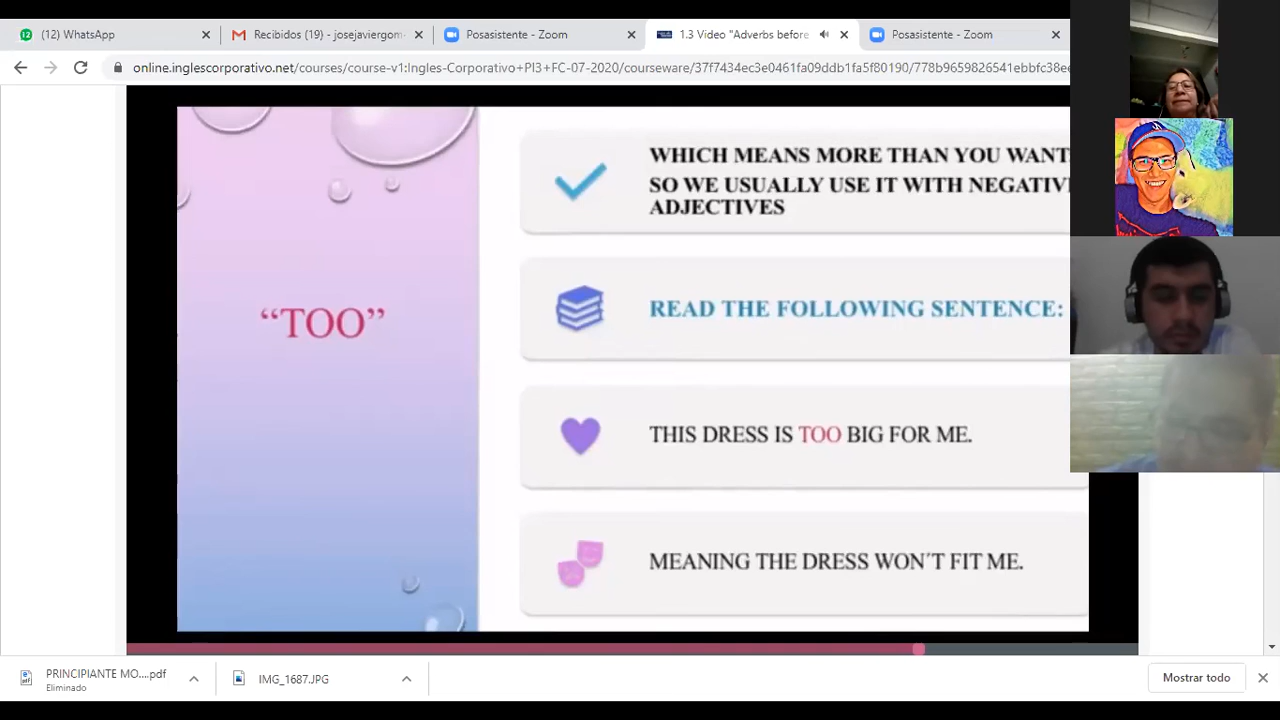 12
(12) WhatsApp
Recibidos (19) - josejaviergom
Posasistente - Zoom
1.3 Video "Adverbs before
Posasistente - Zoom
online.inglescorporativo.net/courses/course-v1:Ingles-Corporativo+PI3+FC-07-2020/courseware/37f7434ec3e0461fa09ddb1fa5f80190/778b9659826541ebbfc38ee
“TOO”
WHICH MEANS MORE THAN YOU WANT
SO WE USUALLY USE IT WITH NEGATIV
ADJECTIVES
READ THE FOLLOWING SENTENCE:
THIS DRESS IS TOO BIG FOR ME.
MEANING THE DRESS WON´T FIT ME.
PRINCIPIANTE MO....pdf
Eliminado
IMG_1687.JPG
Mostrar todo